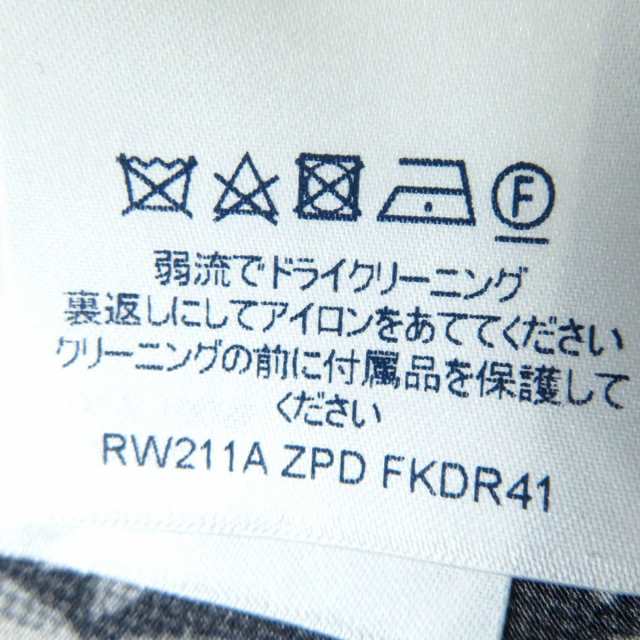 F
弱流でドライクリーニング
裏返しにしてアイロンをあててください
クリーニングの前に付属品を保護して
ください
RW211A ZPD FKDR41